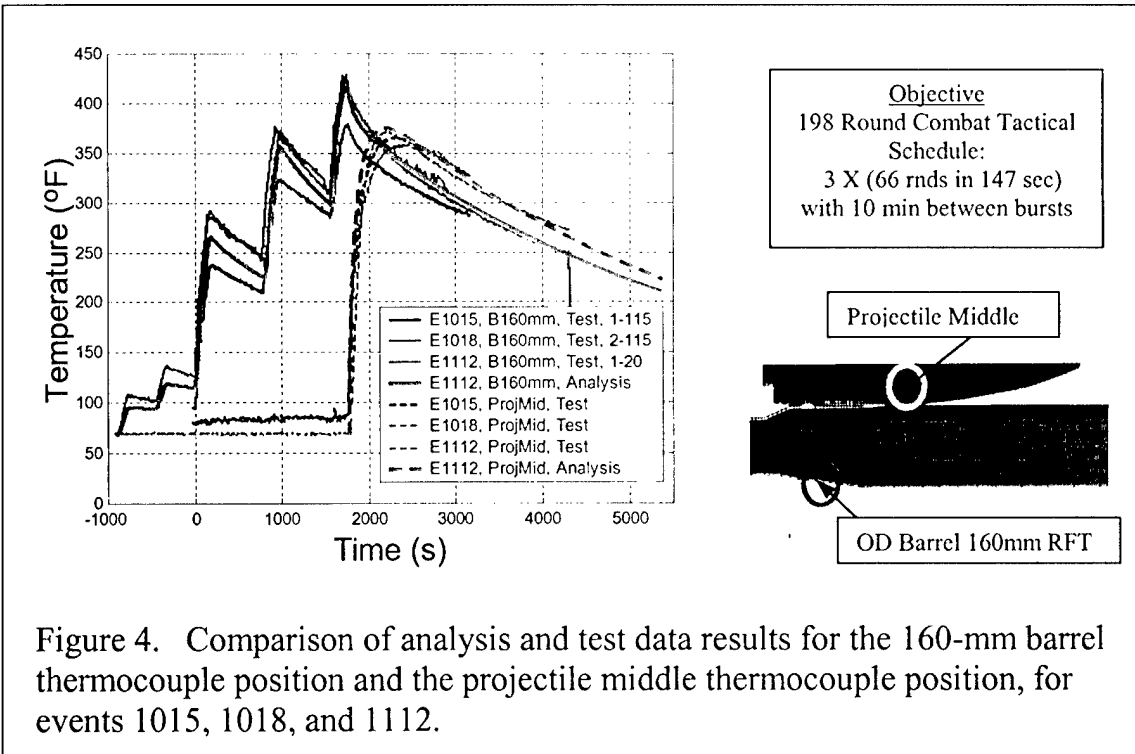 450
400
350
300
250
200
150
100
50
0
Temperature (ºF)
-1000 0 1000 2000 3000 4000 5000
Time (s)
E1015, B160mm, Test, 1-115
E1018, B160mm, Test, 2-115
E1112, B160mm, Test, 1-20
E1112, B160mm, Analysis
E1015, ProjMid, Test
E1018, ProjMid, Test
E1112, ProjMid, Test
E1112, ProjMid, Analysis
Objective
198 Round Combat Tactical
Schedule:
3 X (66 rnds in 147 sec)
with 10 min between bursts
Projectile Middle
OD Barrel 160mm RFT
Figure 4. Comparison of analysis and test data results for the 160-mm barrel
thermocouple position and the projectile middle thermocouple position, for
events 1015, 1018, and 1112.